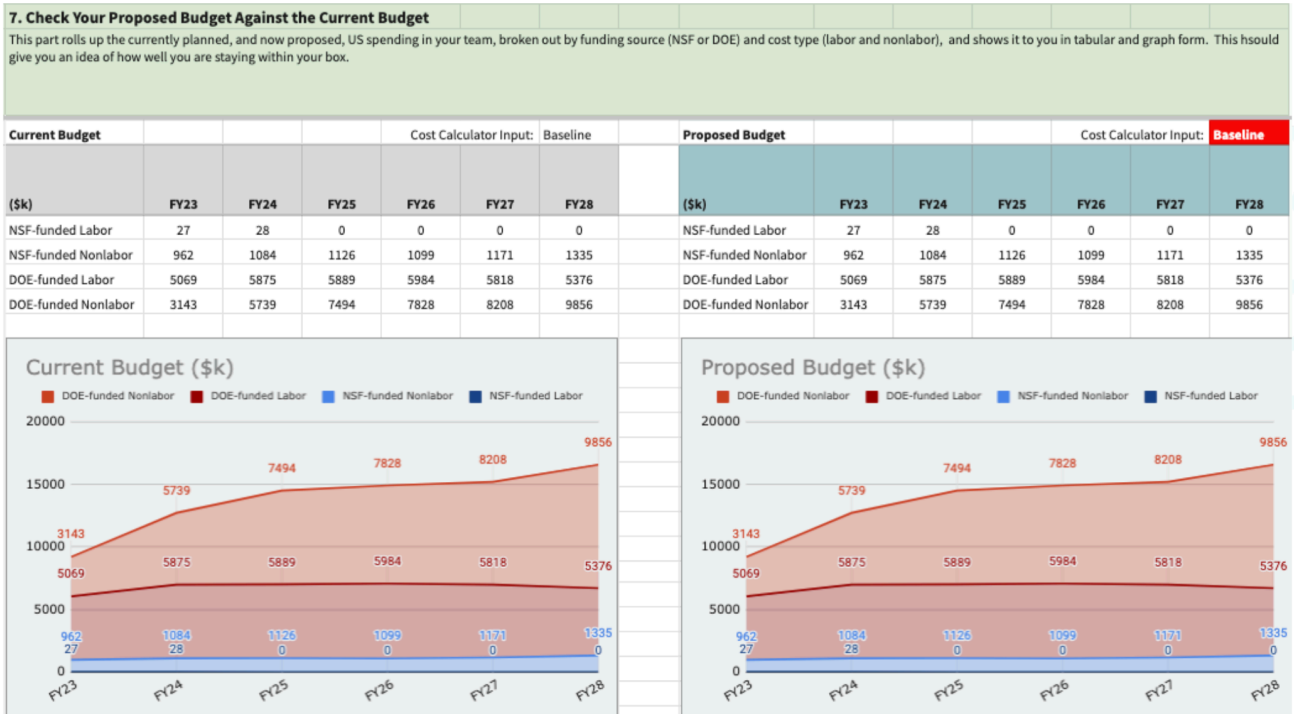 7. Check Your Proposed Budget Against the Current Budget
This part rolls up the currently planned, and now proposed, US spending in your team, broken out by funding source (NSF or DOE) and cost type (labor and nonlabor),  and shows it to you in tabular and graph form.  This hsould
give you an idea of how well you are staying within your box.
Current Budget Cost Calculator Input: Baseline
($k) FY23 FY24 FY25 FY26 FY27 FY28
NSF-funded Labor 27 28 0 0 0 0
NSF-funded Nonlabor 962 1084 1126 1099 1171 1335
DOE-funded Labor 5069 5875 5889 5984 5818 5376
DOE-funded Nonlabor 3143 5739 7494 7828 8208 9856
Proposed Budget Cost Calculator Input: Baseline
($k) FY23 FY24 FY25 FY26 FY27 FY28
NSF-funded Labor 27 28 0 0 0 0
NSF-funded Nonlabor 962 1084 1126 1099 1171 1335
DOE-funded Labor 5069 5875 5889 5984 5818 5376
DOE-funded Nonlabor 3143 5739 7494 7828 8208 9856
Current Budget ($k)
DOE-funded Nonlabor DOE-funded Labor NSF-funded Nonlabor NSF-funded Labor
20000
15000
10000
5000
0
3143 5739 7494 7828 8208 9856
5069 5875 5889 5984 5818 5376
962 1084 1126 1099 1171 1335
27 28 0 0 0 0
FY23 FY24 FY25 FY26 FY27 FY28
Proposed Budget ($k)
DOE-funded Nonlabor DOE-funded Labor NSF-funded Nonlabor NSF-funded Labor
20000
15000
10000
5000
0
3143 5739 7494 7828 8208 9856
5069 5875 5889 5984 5818 5376
962 1084 1126 1099 1171 1335
27 28 0 0 0 0
FY23 FY24 FY25 FY26 FY27 FY28